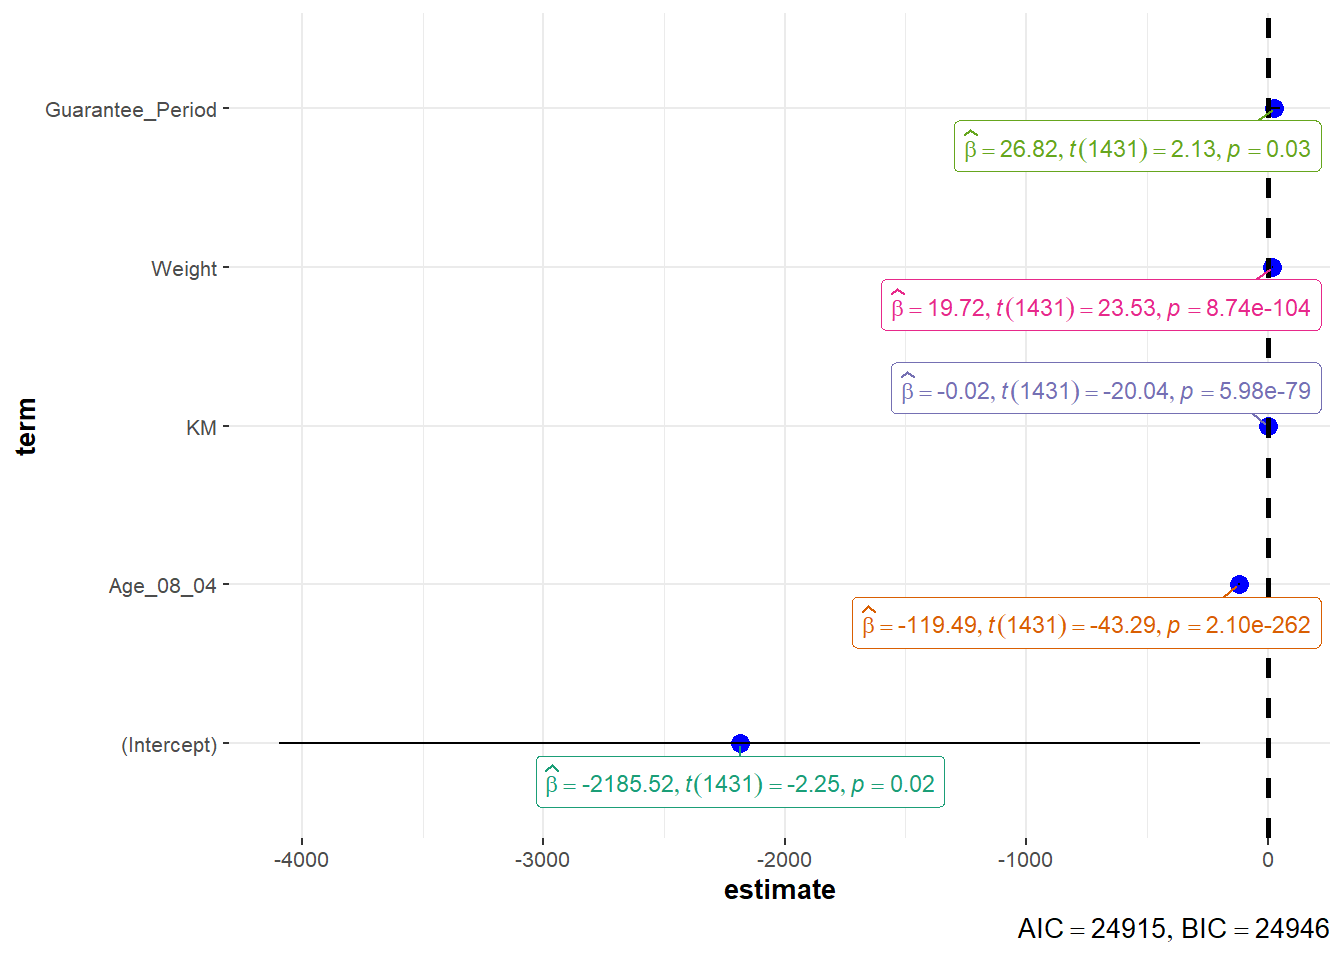 Guarantee_Period
β̂ = 26.82, t(1431) = 2.13, p = 0.03
Weight
β̂ = 19.72, t(1431) = 23.53, p = 8.74e-104
β̂ = -0.02, t(1431) = -20.04, p = 5.98e-79
KM
term
Age_08_04
β̂ = -119.49, t(1431) = -43.29, p = 2.10e-262
(Intercept)
β̂ = -2185.52, t(1431) = -2.25, p = 0.02
-4000 -3000 -2000 -1000 0
estimate
AIC = 24915, BIC = 24946